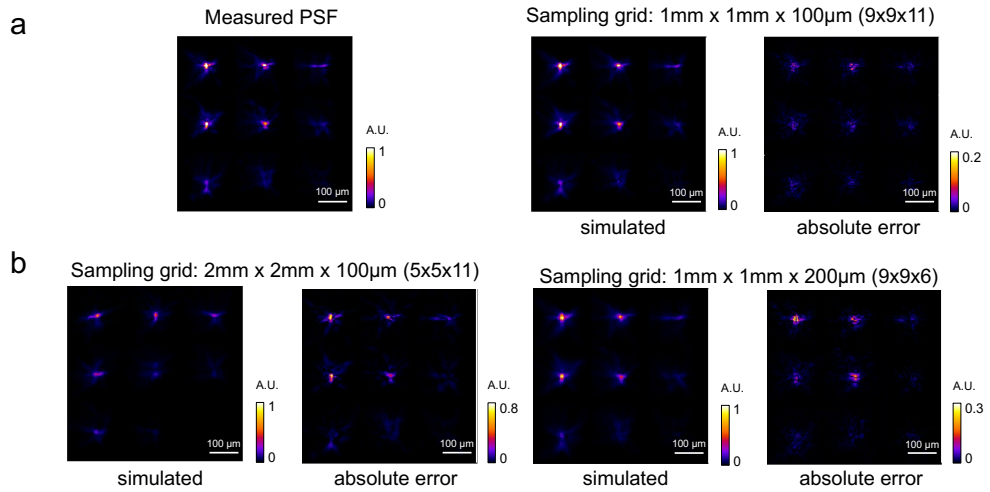 a
Measured PSF
A.U.
1
0
100 µm
Sampling grid: 1mm x 1mm x 100µm (9x9x11)
A.U.
1
0
100 µm
simulated
0.2
0
100 µm
absolute error
b
Sampling grid: 2mm x 2mm x 100µm (5x5x11)
A.U.
1
0
100 µm
simulated
A.U.
0.8
0
100 µm
absolute error
Sampling grid: 1mm x 1mm x 200µm (9x9x6)
A.U.
1
0
100 µm
simulated
A.U.
0.3
0
100 µm
absolute error